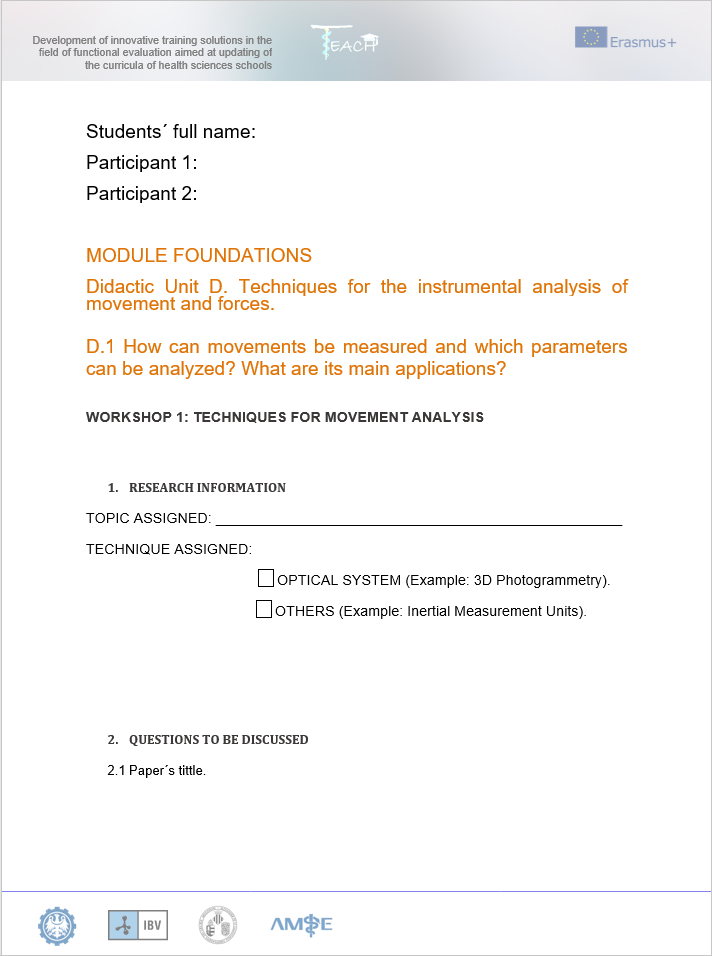 Development of innovative training solutions in the
field of functional evaluation aimed at updating of
the curricula of health sciences schools
TEACH
Erasmus+
Students´ full name:
Participant 1:
Participant 2:
MODULE FOUNDATIONS
Didactic Unit D. Techniques for the instrumental analysis of
movement and forces.
D.1 How can movements be measured and which parameters
can be analyzed? What are its main applications?
WORKSHOP 1: TECHNIQUES FOR MOVEMENT ANALYSIS
1. RESEARCH INFORMATION
TOPIC ASSIGNED:
TECHNIQUE ASSIGNED:
OPTICAL SYSTEM (Example: 3D Photogrammetry).
OTHERS (Example: Inertial Measurement Units).
2. QUESTIONS TO BE DISCUSSED
2.1 Paper´s tittle.
IBV